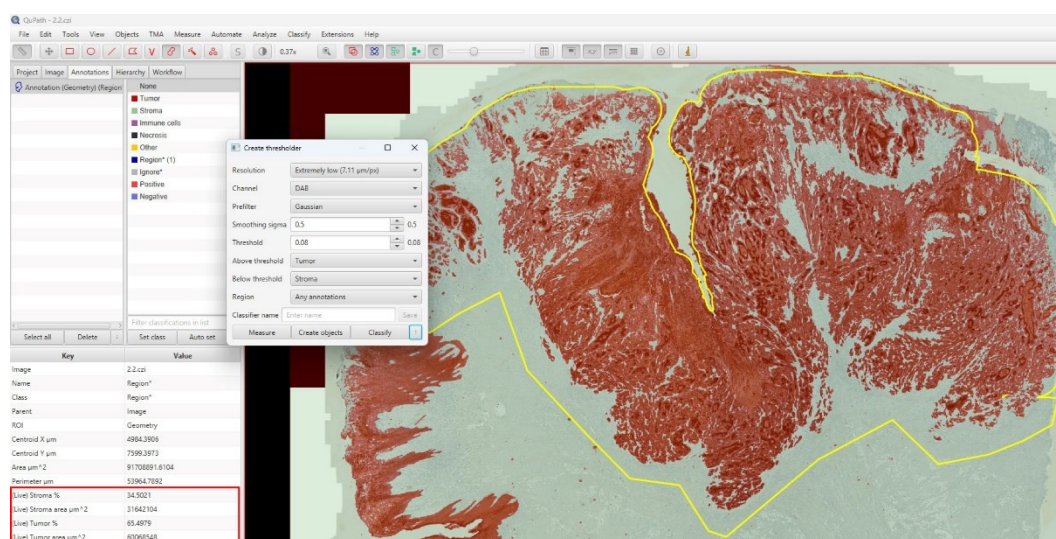 QuPath - 2.2.czi
File Edit Tools View Objects TMA Measure Automate Analyze Classify Extensions Help
S 0.37x C
Project Image Annotations Hierarchy Workflow
Annotation (Geometry) (Region
None
Tumor
Stroma
Immune cells
Necrosis
Other
Region* (1)
Ignore*
Positive
Negative
Filter classifications in list
Select all Delete Set class Auto set
Create thresholder
Resolution Extremely low (7.11 µm/px)
Channel DAB
Prefilter Gaussian
Smoothing sigma 0.5 0.5
Threshold 0.08 0.08
Above threshold Tumor
Below threshold Stroma
Region Any annotations
Classifier name Enter name Save
Measure Create objects Classify
Key Value
Image 2.2.czi
Name Region*
Class Region*
Parent Image
ROI Geometry
Centroid X µm 4984.3906
Centroid Y µm 7599.3973
Area µm^2 91708891.6104
Perimeter µm 53964.7892
(Live) Stroma % 34.5021
(Live) Stroma area µm^2 31642104
(Live) Tumor % 65.4979
(Live) Tumor area µm^2 60068548